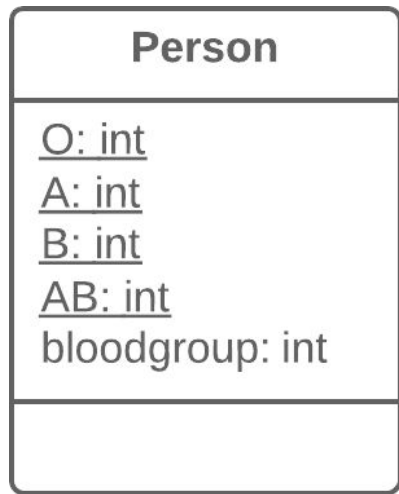 Person
O: int
A: int
B: int
AB: int
bloodgroup: int